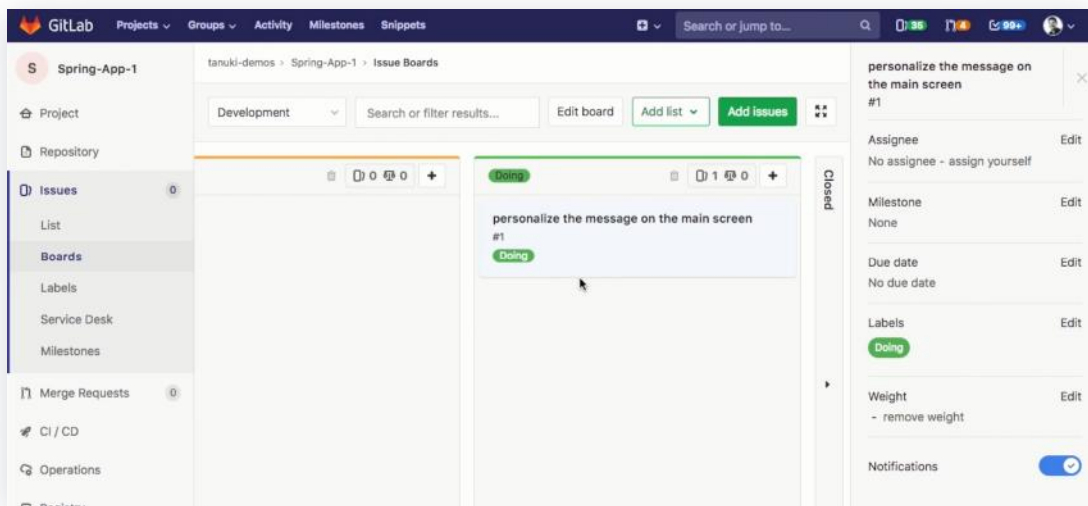 GitLab Projects Groups Activity Milestones Snippets Search or jump to... 35 4 99+
S Spring-App-1
Project
Repository
Issues 0
List
Boards
Labels
Service Desk
Milestones
Merge Requests 0
CI / CD
Operations
tanuki-demos > Spring-App-1 > Issue Boards
Development Search or filter results... Edit board Add list Add issues
0 0 +
Doing 1 0 +
personalize the message on the main screen
#1
Doing
Closed
personalize the message on
the main screen
#1
Assignee Edit
No assignee - assign yourself
Milestone Edit
None
Due date Edit
No due date
Labels Edit
Doing
Weight Edit
- remove weight
Notifications